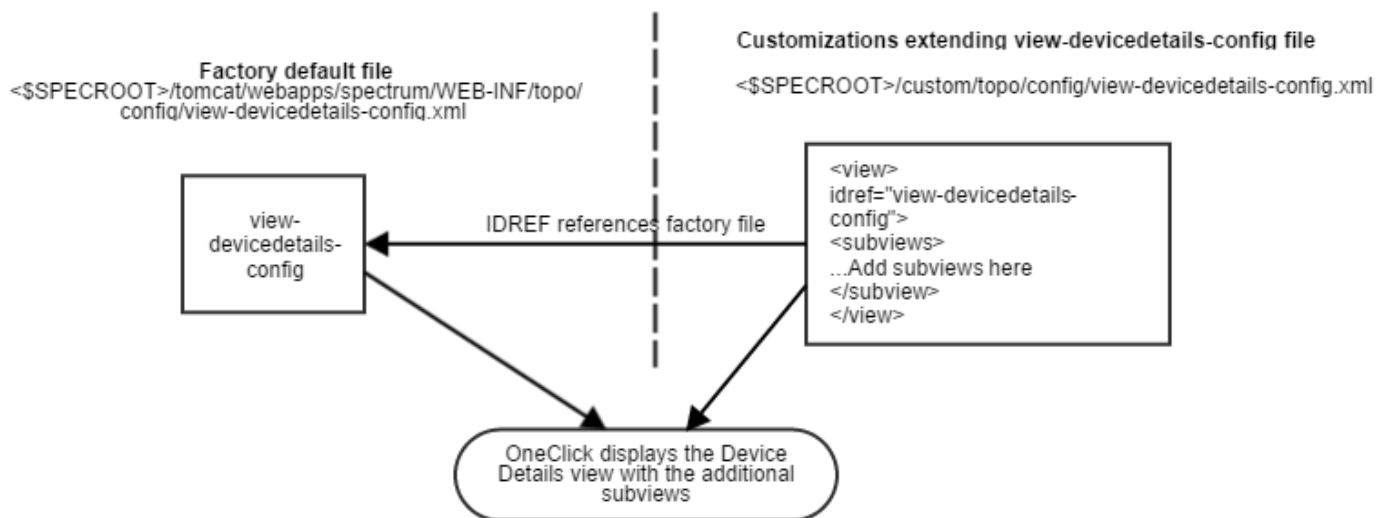 Factory default file
<$SPECROOT>/tomcat/webapps/spectrum/WEB-INF/topo/
config/view-devicedetails-config.xml
Customizations extending view-devicedetails-config file
<$SPECROOT>/custom/topo/config/view-devicedetails-config.xml
view-
devicedetails-
config
IDREF references factory file
<view>
idref="view-devicedetails-
config">
<subviews>
...Add subviews here
</subview>
</view>
OneClick displays the Device
Details view with the additional
subviews